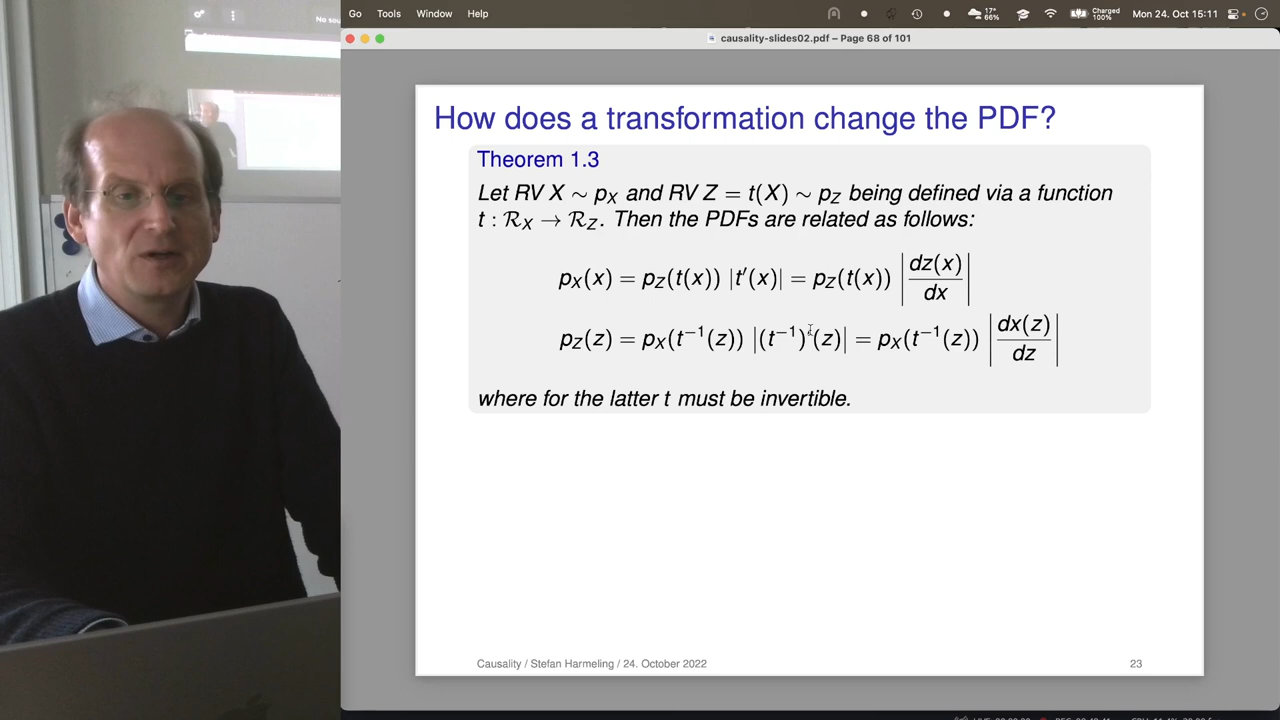 Go Tools Window Help
17° 66%
Charged 100%
Mon 24. Oct 15:11
causality-slides02.pdf – Page 68 of 101
How does a transformation change the PDF?
Theorem 1.3
Let RV X ∼ p_X and RV Z = t(X) ∼ p_Z being defined via a function
t : ℛ_X → ℛ_Z. Then the PDFs are related as follows:
p_X(x) = p_Z(t(x)) |t′(x)| = p_Z(t(x)) |dz(x)/dx|
p_Z(z) = p_X(t⁻¹(z)) |(t⁻¹)′(z)| = p_X(t⁻¹(z)) |dx(z)/dz|
where for the latter t must be invertible.
Causality / Stefan Harmeling / 24. October 2022
23